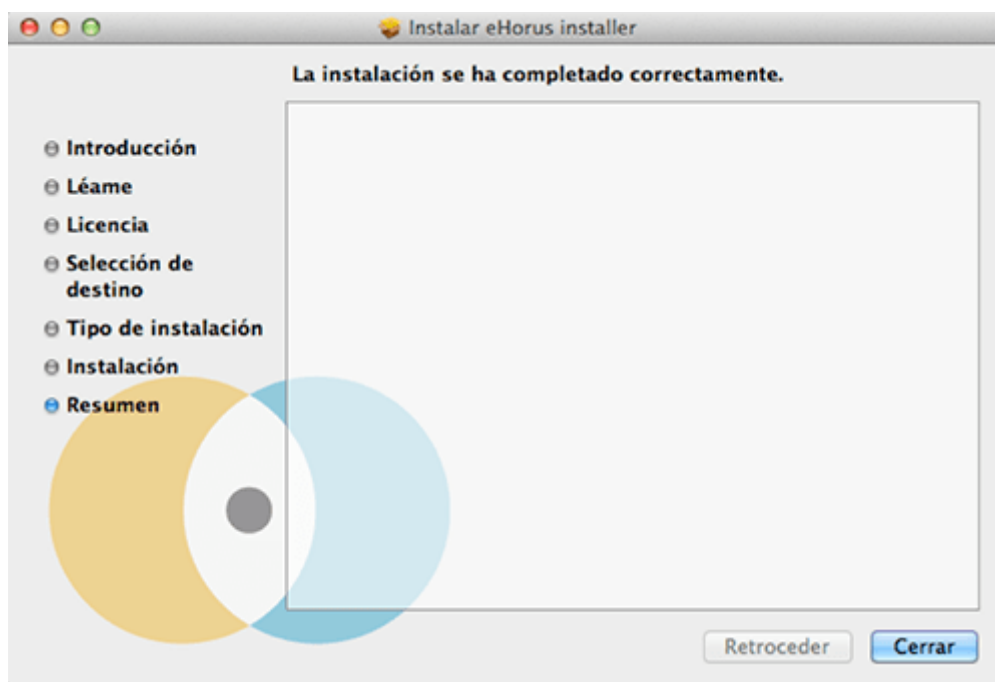 Instalar eHorus installer
La instalación se ha completado correctamente.
Introducción
Léame
Licencia
Selección de
destino
Tipo de instalación
Instalación
Resumen
Retroceder
Cerrar